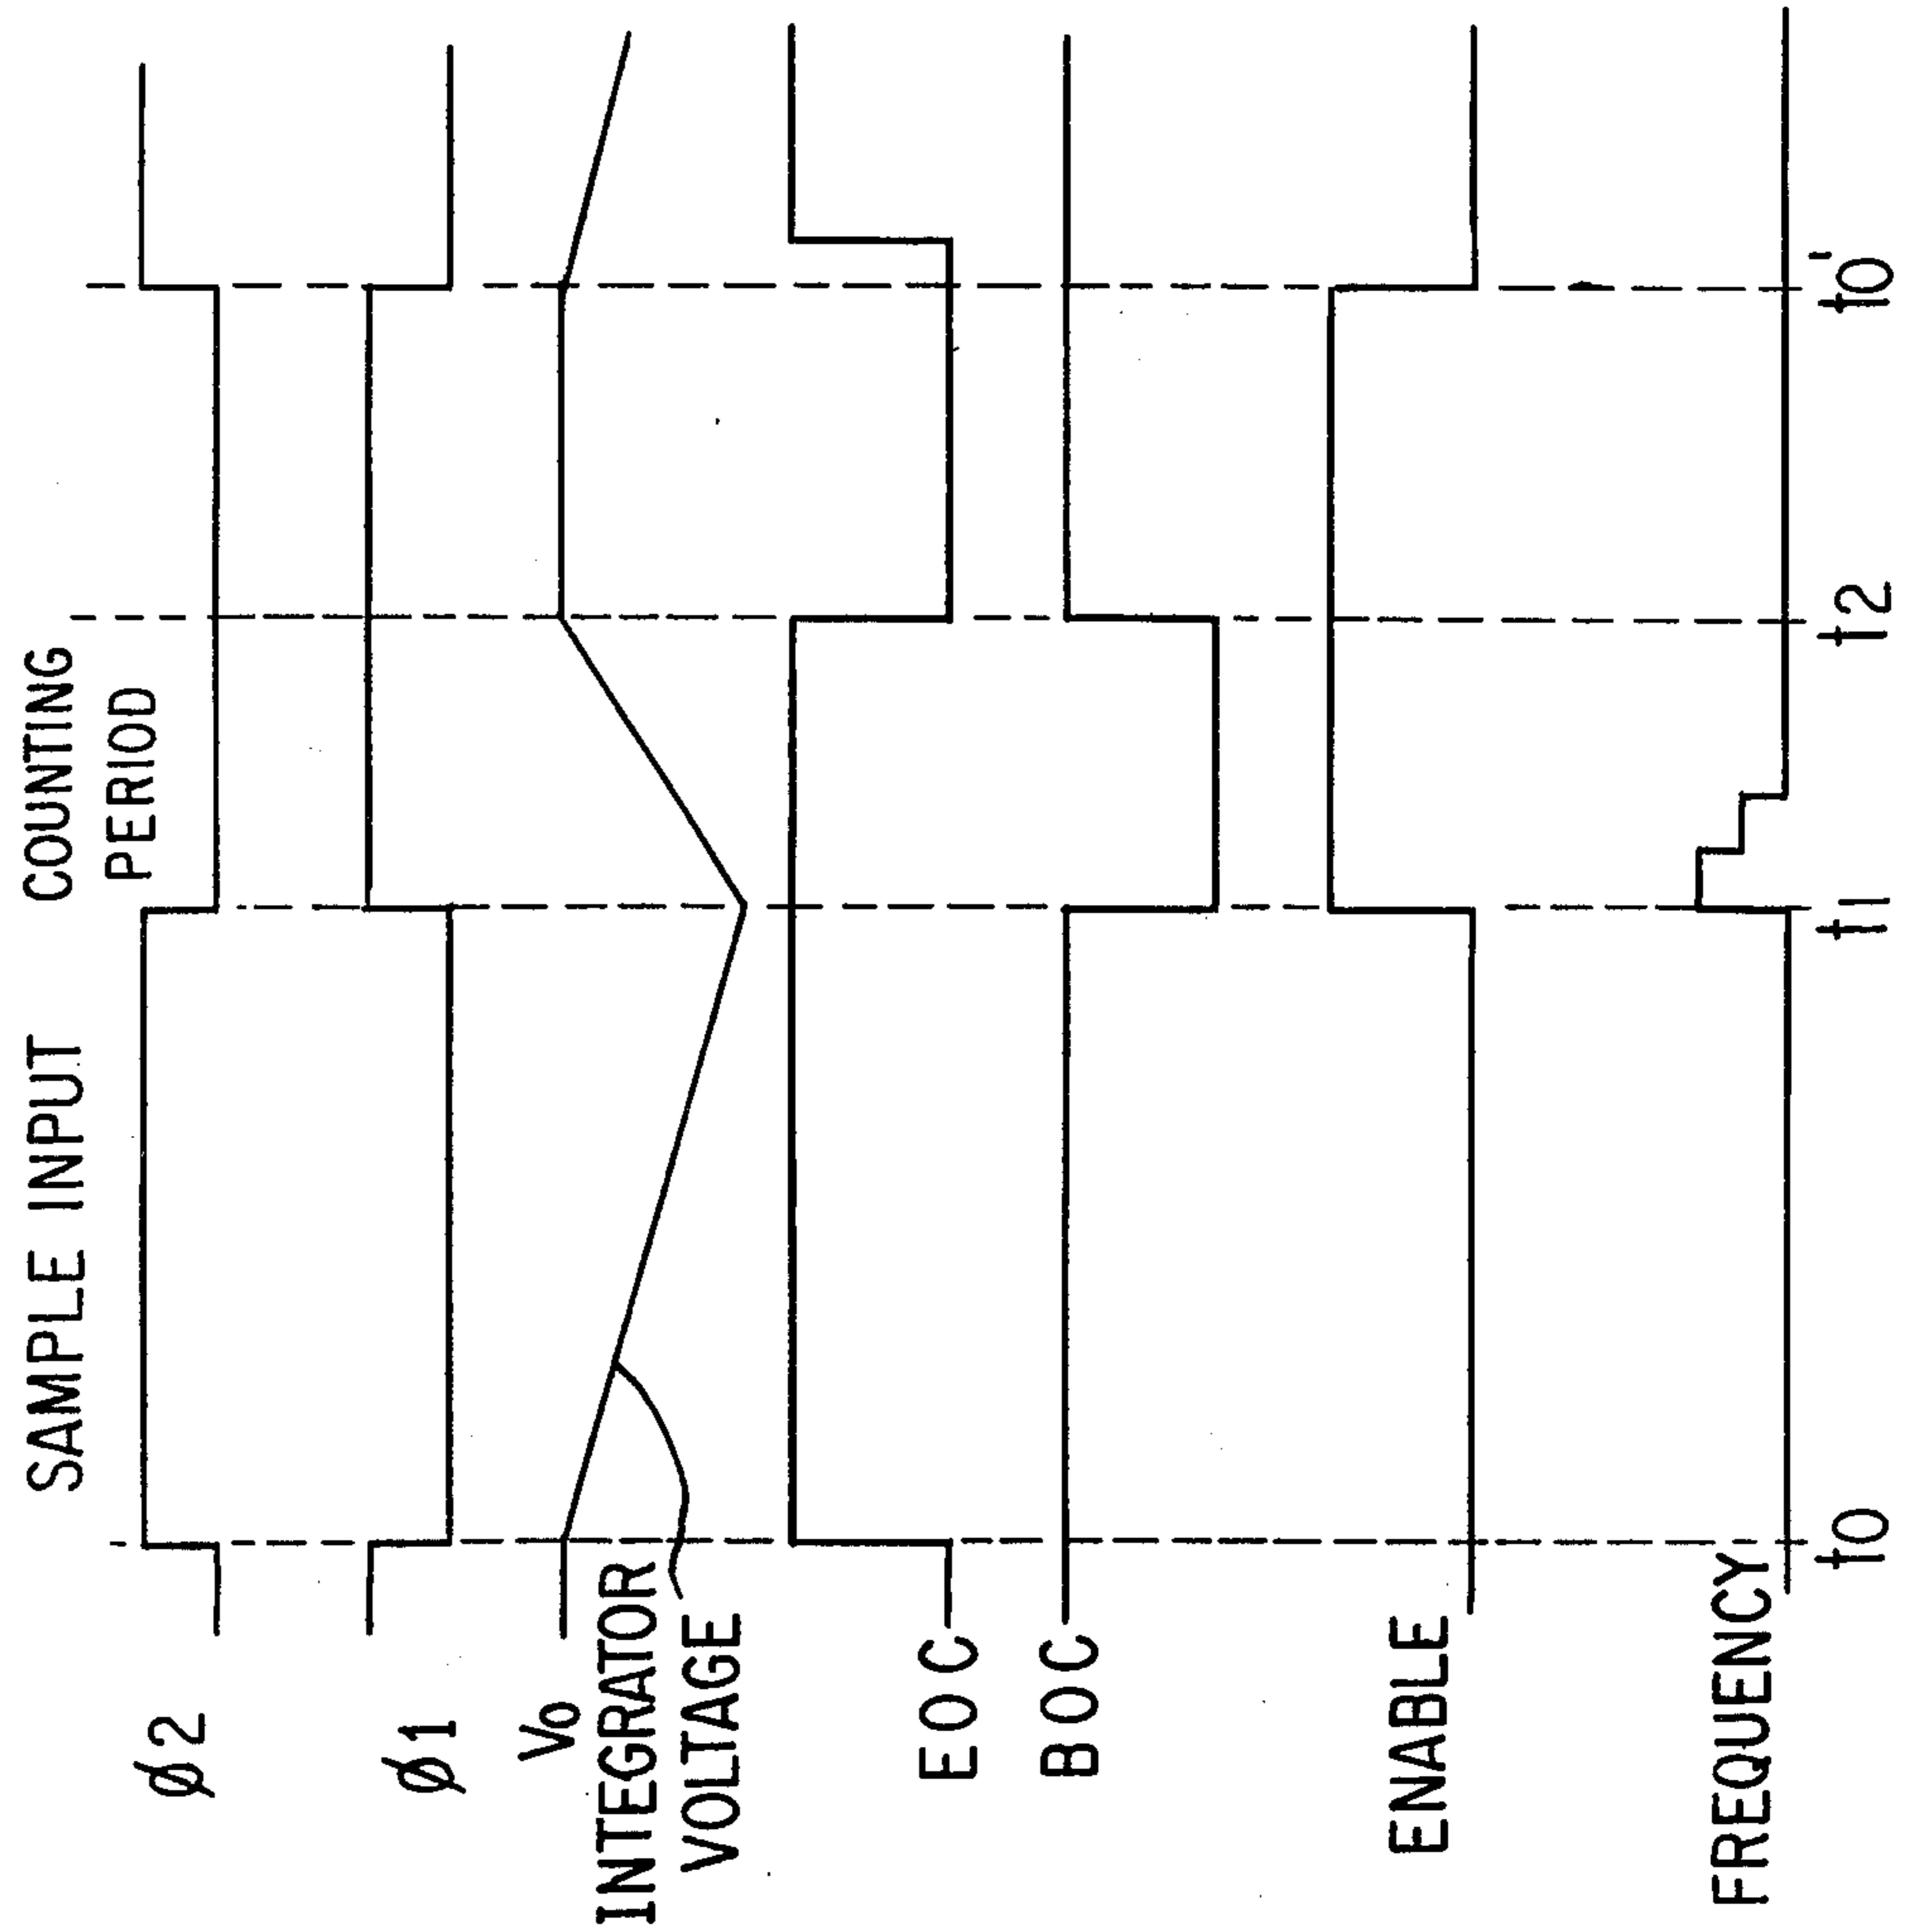 SAMPLE INPUT
COUNTING
PERIOD
ø2
ø1
Vo
INTEGRATOR
VOLTAGE
EOC
BOC
ENABLE
FREQUENCY
t0
t1
t2
t0'